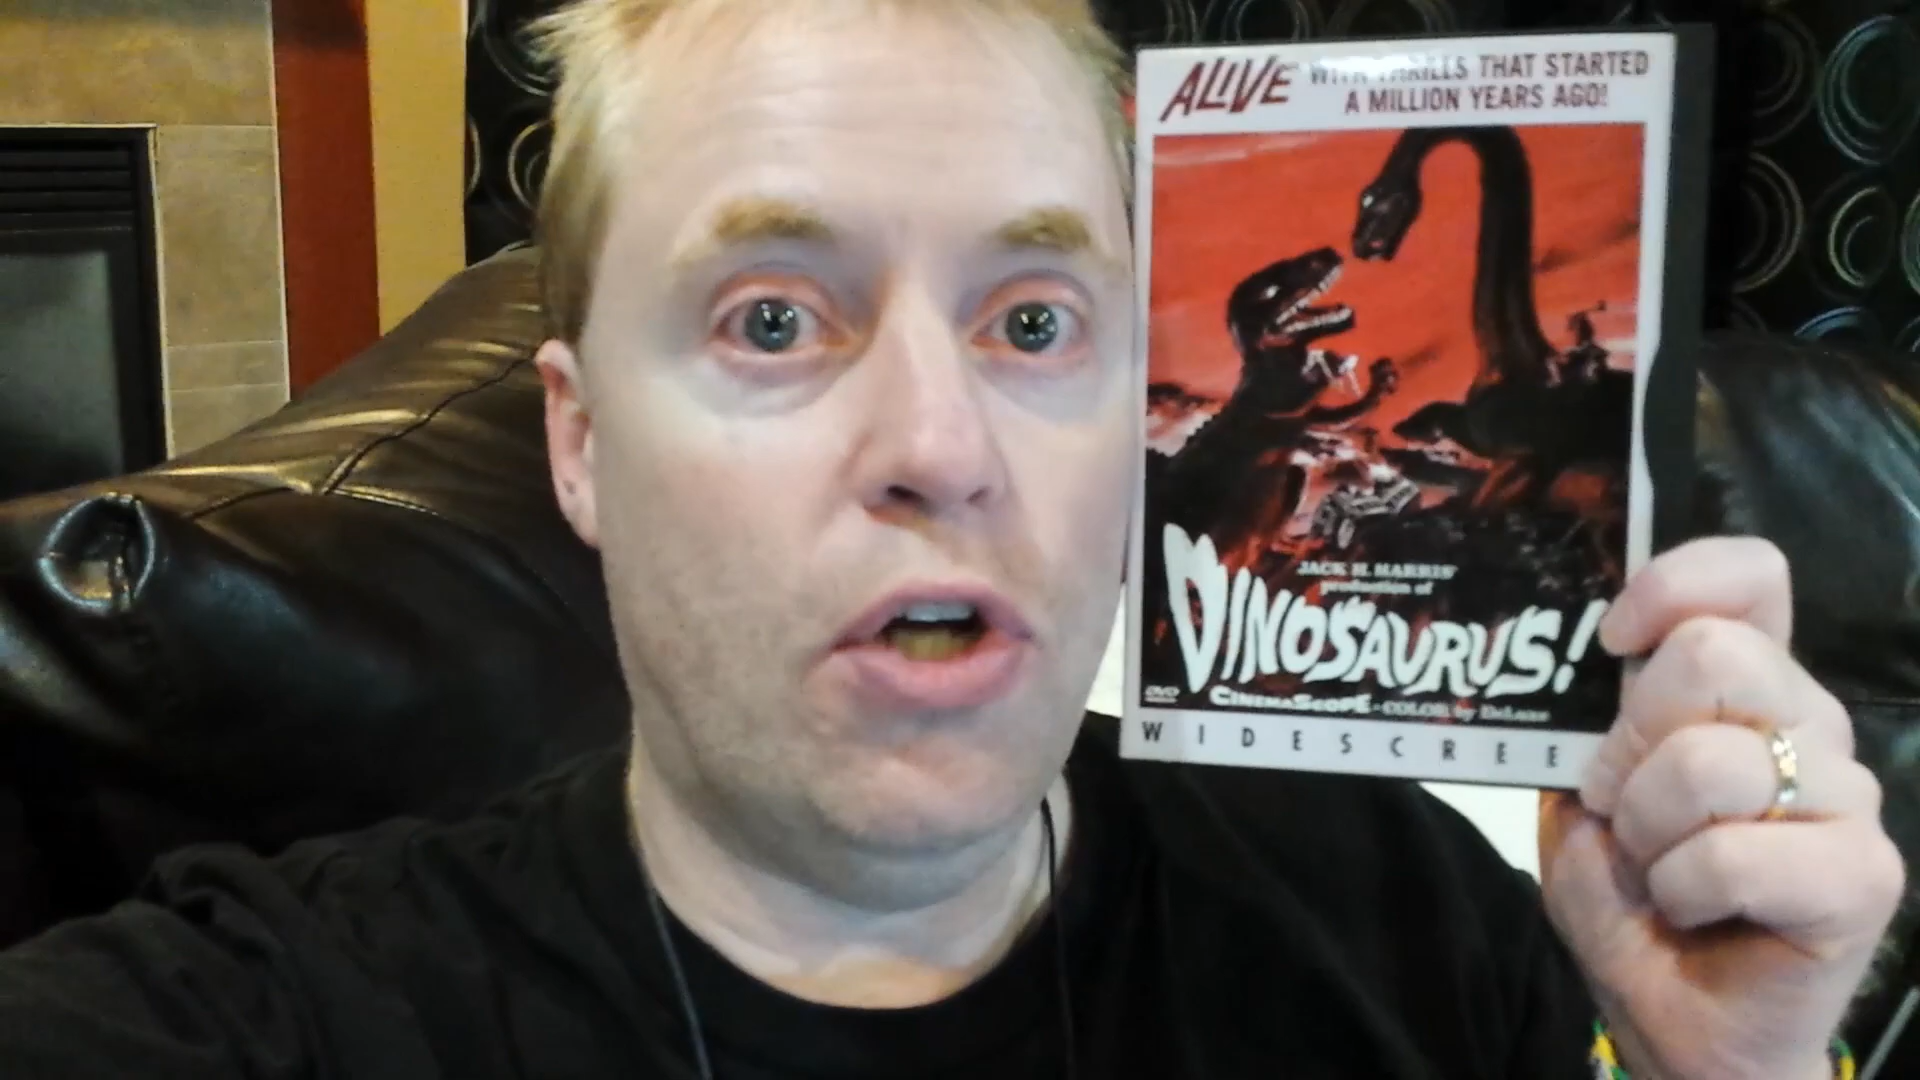 ALIVE WITH THRILLS THAT STARTED
A MILLION YEARS AGO!
JACK H. HARRIS'
production of
DINOSAURUS!
DVD
CINEMASCOPE - COLOR by DeLuxe
WIDESCREE